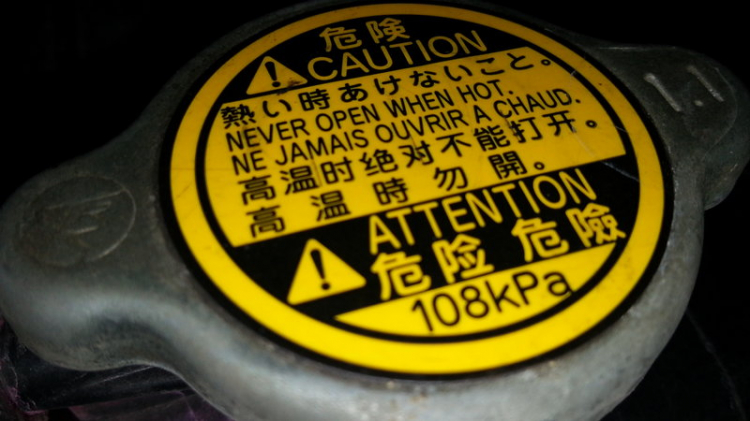 危険
CAUTION
熱い時あけないこと。
NEVER OPEN WHEN HOT.
NE JAMAIS OUVRIR A CHAUD.
高温时绝对不能打开。
高温時勿開。
ATTENTION
危险 危險
108kPa
1.1